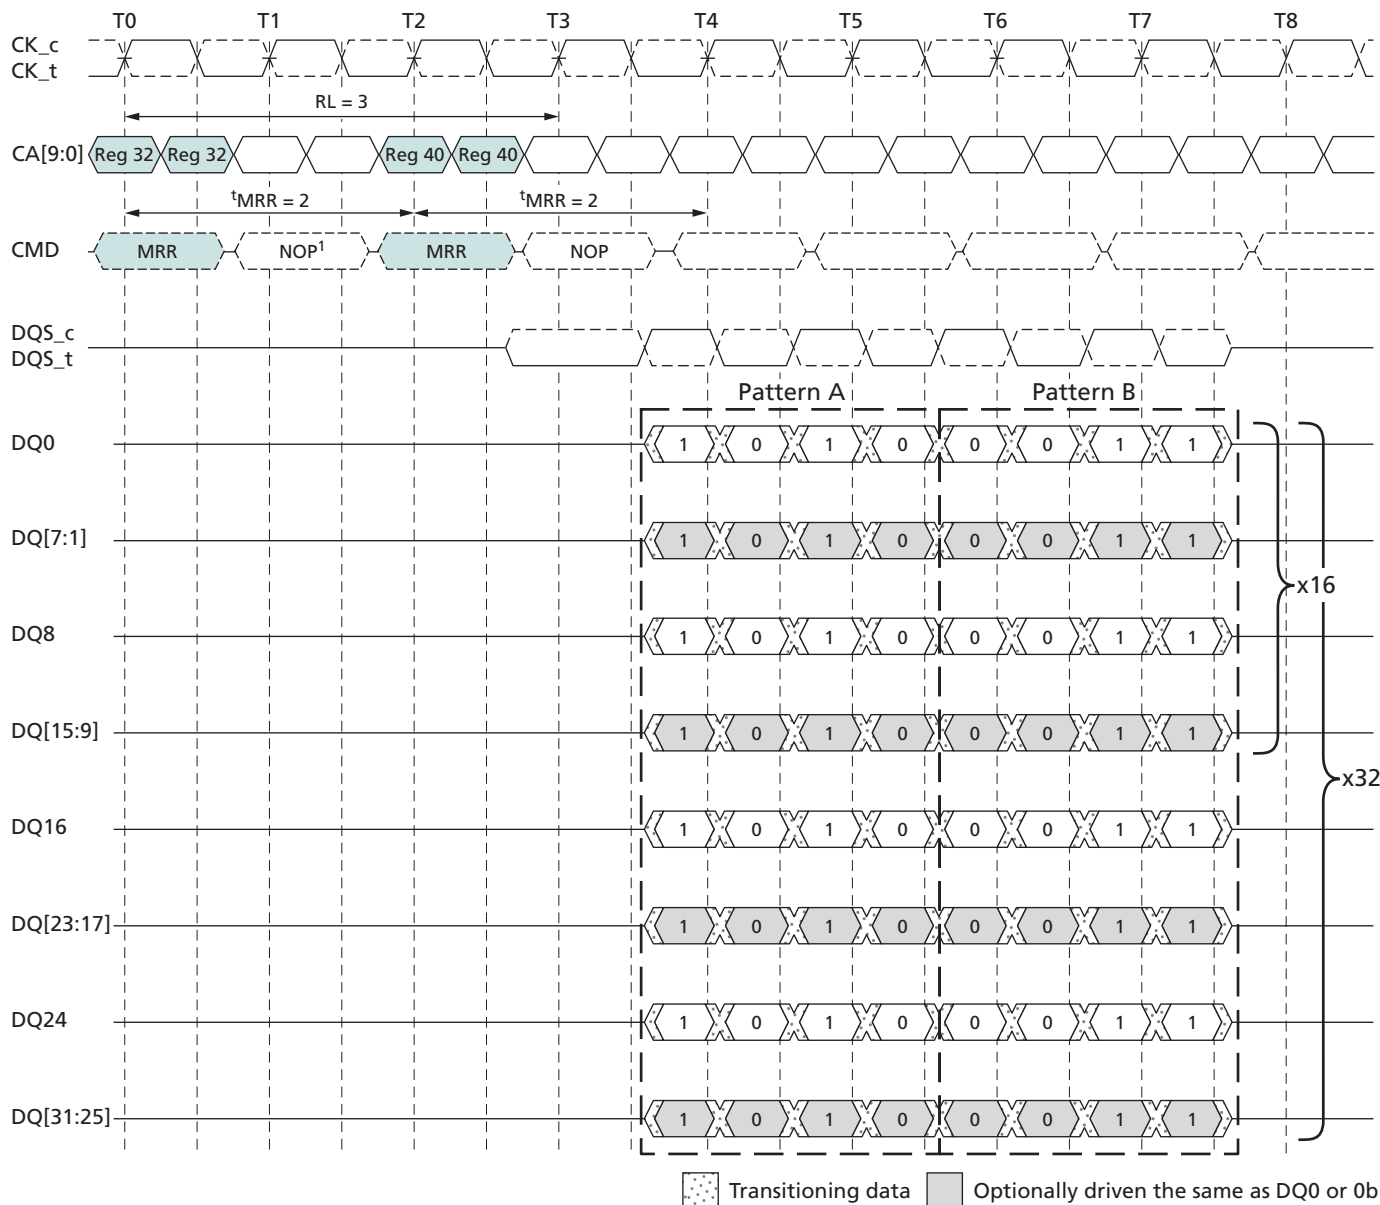 T0 T1 T2 T3 T4 T5 T6 T7 T8
CK_c
CK_t
RL = 3
CA[9:0] Reg 32 Reg 32 Reg 40 Reg 40
tMRR = 2 tMRR = 2
CMD MRR NOP1 MRR NOP
DQS_c
DQS_t
Pattern A Pattern B
DQ0 1 0 1 0 0 0 1 1
DQ[7:1] 1 0 1 0 0 0 1 1
x16
DQ8 1 0 1 0 0 0 1 1
DQ[15:9] 1 0 1 0 0 0 1 1
x32
DQ16 1 0 1 0 0 0 1 1
DQ[23:17] 1 0 1 0 0 0 1 1
DQ24 1 0 1 0 0 0 1 1
DQ[31:25] 1 0 1 0 0 0 1 1
Transitioning data Optionally driven the same as DQ0 or 0b